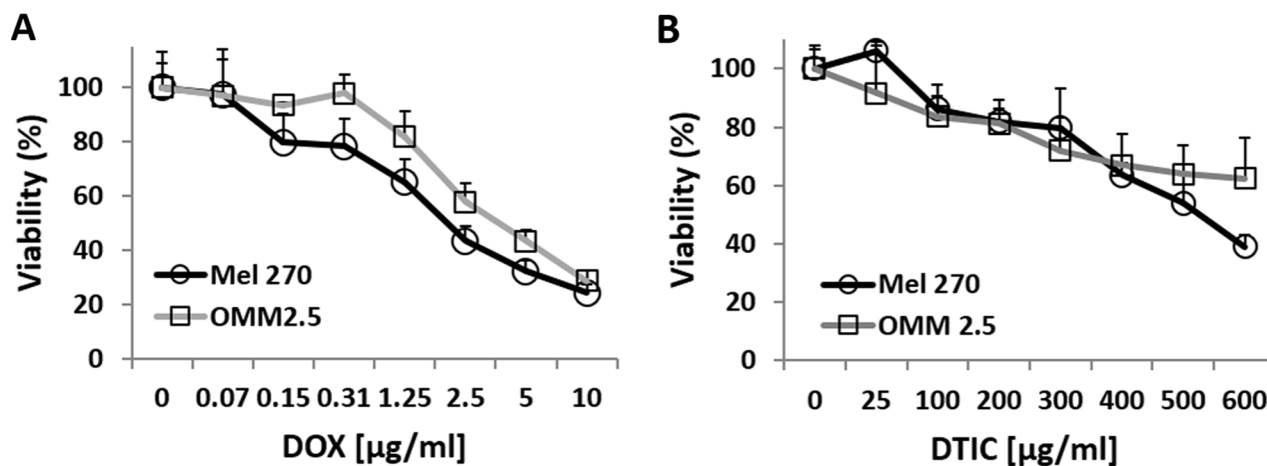 A
Viability (%)
100
80
60
40
20
0
Mel 270
OMM2.5
0 0.07 0.15 0.31 1.25 2.5 5 10
DOX [µg/ml]
B
Viability (%)
100
80
60
40
20
0
Mel 270
OMM 2.5
0 25 100 200 300 400 500 600
DTIC [µg/ml]